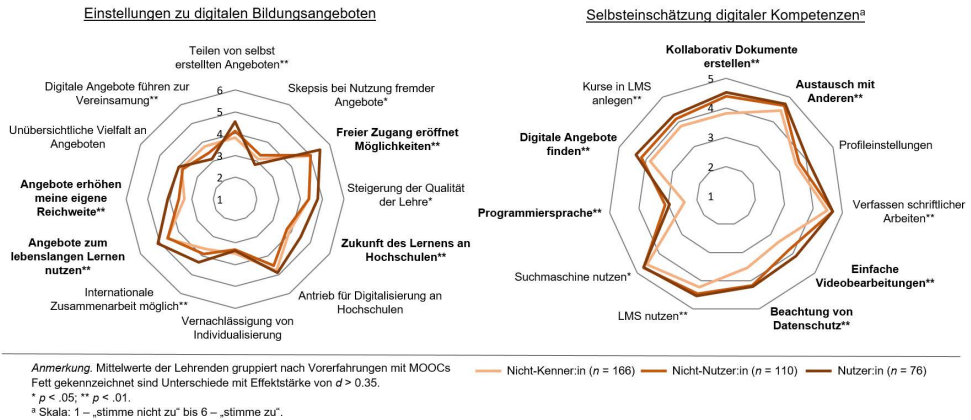 Einstellungen zu digitalen Bildungsangeboten
Teilen von selbst
erstellten Angeboten**
Skepsis bei Nutzung fremder
Angebote*
Freier Zugang eröffnet
Möglichkeiten**
Steigerung der Qualität
der Lehre*
Zukunft des Lernens an
Hochschulen**
Antrieb für Digitalisierung an
Hochschulen
Vernachlässigung von
Individualisierung
Internationale
Zusammenarbeit möglich**
Angebote zum
lebenslangen Lernen
nutzen**
Angebote erhöhen
meine eigene
Reichweite**
Unübersichtliche Vielfalt an
Angeboten
Digitale Angebote führen zur
Vereinsamung**
6
5
4
3
2
1
Selbsteinschätzung digitaler Kompetenzenª
Kollaborativ Dokumente
erstellen**
Austausch mit
Anderen**
Profileinstellungen
Verfassen schriftlicher
Arbeiten**
Einfache
Videobearbeitungen**
Beachtung von
Datenschutz**
LMS nutzen**
Suchmaschine nutzen*
Programmiersprache**
Digitale Angebote
finden**
Kurse in LMS
anlegen**
5
4
3
2
1
Anmerkung. Mittelwerte der Lehrenden gruppiert nach Vorerfahrungen mit MOOCs
Fett gekennzeichnet sind Unterschiede mit Effektstärke von d > 0.35.
* p < .05; ** p < .01.
ª Skala: 1 – „stimme nicht zu“ bis 6 – „stimme zu“.
Nicht-Kenner:in (n = 166)
Nicht-Nutzer:in (n = 110)
Nutzer:in (n = 76)